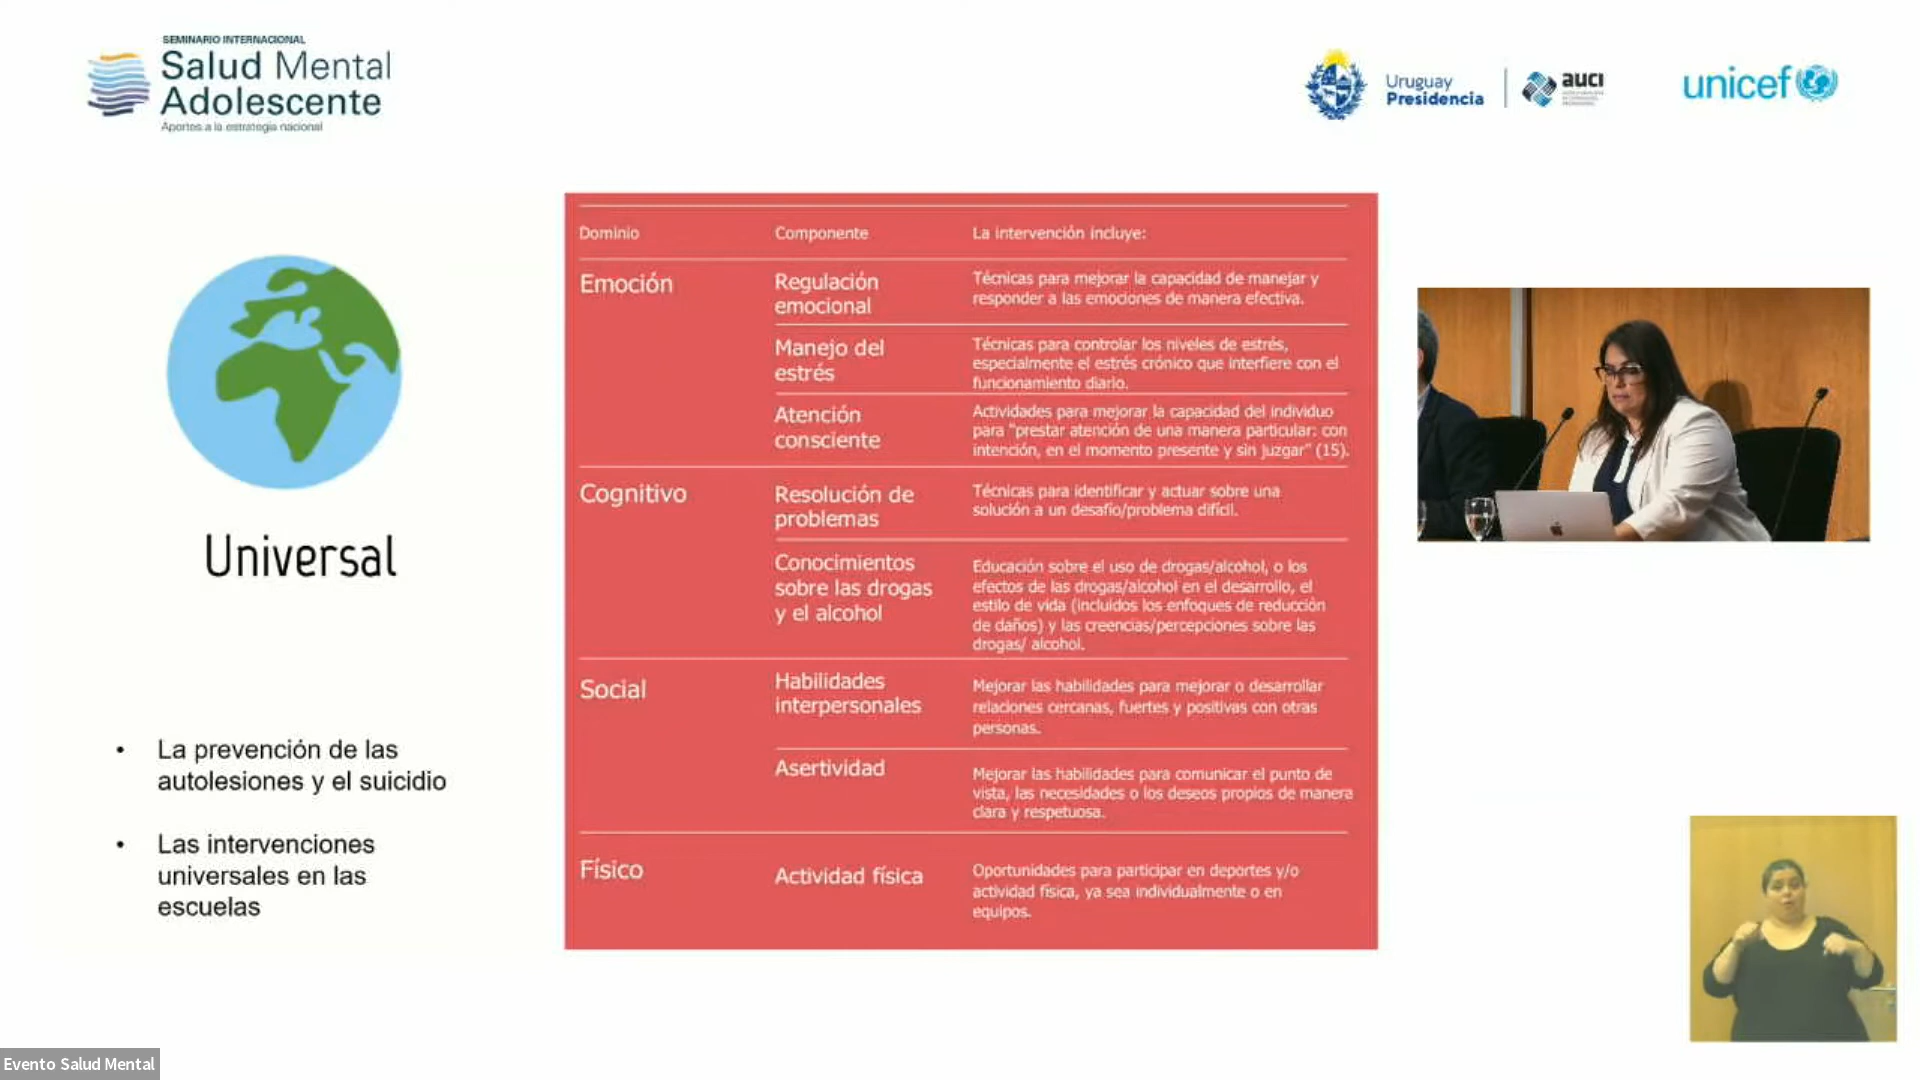 SEMINARIO INTERNACIONAL
Salud Mental
Adolescente
Aportes a la estrategia nacional
Uruguay
Presidencia
AUCI
unicef
Universal
• La prevención de las
autolesiones y el suicidio
• Las intervenciones
universales en las
escuelas
Dominio Componente La intervención incluye:
Emoción
Regulación
emocional
Técnicas para mejorar la capacidad de manejar y
responder a las emociones de manera efectiva.
Manejo del
estrés
Técnicas para controlar los niveles de estrés,
especialmente el estrés crónico que interfiere con el
funcionamiento diario.
Atención
consciente
Actividades para mejorar la capacidad del individuo
para "prestar atención de una manera particular: con
intención, en el momento presente y sin juzgar" (15).
Cognitivo
Resolución de
problemas
Técnicas para identificar y actuar sobre una
solución a un desafío/problema difícil.
Conocimientos
sobre las drogas
y el alcohol
Educación sobre el uso de drogas/alcohol, o los
efectos de las drogas/alcohol en el desarrollo, el
estilo de vida (incluidos los enfoques de reducción
de daños) y las creencias/percepciones sobre las
drogas/ alcohol.
Social
Habilidades
interpersonales
Mejorar las habilidades para mejorar o desarrollar
relaciones cercanas, fuertes y positivas con otras
personas.
Asertividad
Mejorar las habilidades para comunicar el punto de
vista, las necesidades o los deseos propios de manera
clara y respetuosa.
Físico
Actividad física
Oportunidades para participar en deportes y/o
actividad física, ya sea individualmente o en
equipos.
Evento Salud Mental